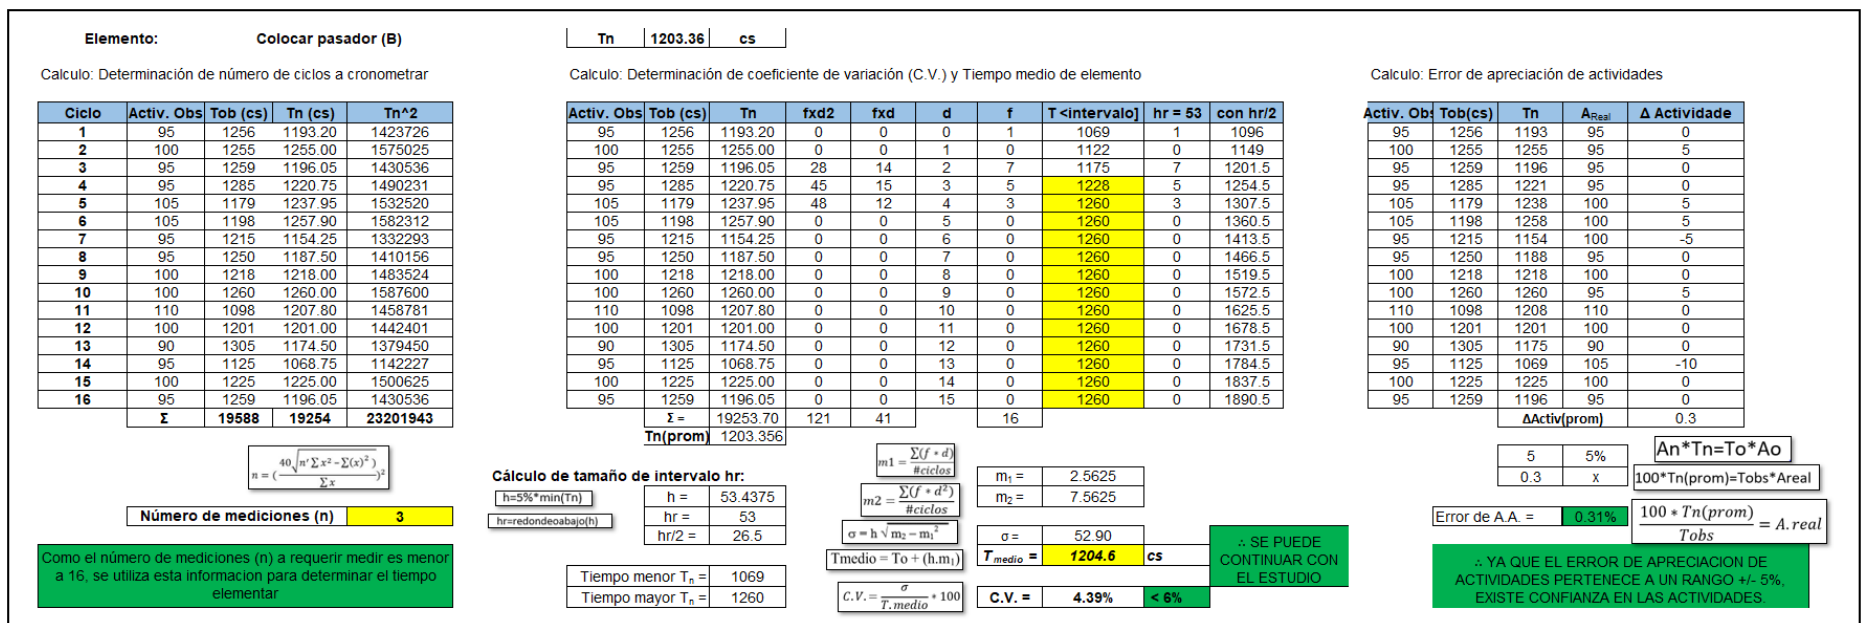 Elemento: Colocar pasador (B) Tn 1203.36 cs
Calculo: Determinación de número de ciclos a cronometrar
Ciclo Activ. Obs Tob (cs) Tn (cs) Tn^2
1 95 1256 1193.20 1423726
2 100 1255 1255.00 1575025
3 95 1259 1196.05 1430536
4 95 1285 1220.75 1490231
5 105 1179 1237.95 1532520
6 105 1198 1257.90 1582312
7 95 1215 1154.25 1332293
8 95 1250 1187.50 1410156
9 100 1218 1218.00 1483524
10 100 1260 1260.00 1587600
11 110 1098 1207.80 1458781
12 100 1201 1201.00 1442401
13 90 1305 1174.50 1379450
14 95 1125 1068.75 1142227
15 100 1225 1225.00 1500625
16 95 1259 1196.05 1430536
Σ 19588 19254 23201943
n = (40√(n'Σx² −Σ(x)²) / Σx)²
Número de mediciones (n) 3
Como el número de mediciones (n) a requerir medir es menor
a 16, se utiliza esta informacion para determinar el tiempo
elementar
Calculo: Determinación de coeficiente de variación (C.V.) y Tiempo medio de elemento
Activ. Obs Tob (cs) Tn fxd2 fxd d f T <intervalo] hr = 53 con hr/2
95 1256 1193.20 0 0 0 1 1069 1 1096
100 1255 1255.00 0 0 1 0 1122 0 1149
95 1259 1196.05 28 14 2 7 1175 7 1201.5
95 1285 1220.75 45 15 3 5 1228 5 1254.5
105 1179 1237.95 48 12 4 3 1260 3 1307.5
105 1198 1257.90 0 0 5 0 1260 0 1360.5
95 1215 1154.25 0 0 6 0 1260 0 1413.5
95 1250 1187.50 0 0 7 0 1260 0 1466.5
100 1218 1218.00 0 0 8 0 1260 0 1519.5
100 1260 1260.00 0 0 9 0 1260 0 1572.5
110 1098 1207.80 0 0 10 0 1260 0 1625.5
100 1201 1201.00 0 0 11 0 1260 0 1678.5
90 1305 1174.50 0 0 12 0 1260 0 1731.5
95 1125 1068.75 0 0 13 0 1260 0 1784.5
100 1225 1225.00 0 0 14 0 1260 0 1837.5
95 1259 1196.05 0 0 15 0 1260 0 1890.5
Σ = 19253.70 121 41 16
Tn(prom) 1203.356
Cálculo de tamaño de intervalo hr:
h=5%*min(Tn)
hr=redondeoabajo(h)
h = 53.4375
hr = 53
hr/2 = 26.5
Tiempo menor Tn = 1069
Tiempo mayor Tn = 1260
m1 = Σ(f * d) / #ciclos
m2 = Σ(f * d²) / #ciclos
σ = h √(m₂ − m₁²)
Tmedio = To + (h.m₁)
C.V. = σ / T.medio * 100
m₁ = 2.5625
m₂ = 7.5625
σ = 52.90
Tmedio = 1204.6 cs
C.V. = 4.39% < 6%
∴ SE PUEDE
CONTINUAR CON
EL ESTUDIO
Calculo: Error de apreciación de actividades
Activ. Obs Tob(cs) Tn AReal Δ Actividade
95 1256 1193 95 0
100 1255 1255 95 5
95 1259 1196 95 0
95 1285 1221 95 0
105 1179 1238 100 5
105 1198 1258 100 5
95 1215 1154 100 -5
95 1250 1188 95 0
100 1218 1218 100 0
100 1260 1260 95 5
110 1098 1208 110 0
100 1201 1201 100 0
90 1305 1175 90 0
95 1125 1069 105 -10
100 1225 1225 100 0
95 1259 1196 95 0
ΔActiv(prom) 0.3
5 5%
0.3 x
Error de A.A. = 0.31%
An*Tn=To*Ao
100*Tn(prom)=Tobs*Areal
100 * Tn(prom) / Tobs = A.real
∴ YA QUE EL ERROR DE APRECIACION DE
ACTIVIDADES PERTENECE A UN RANGO +/- 5%,
EXISTE CONFIANZA EN LAS ACTIVIDADES.